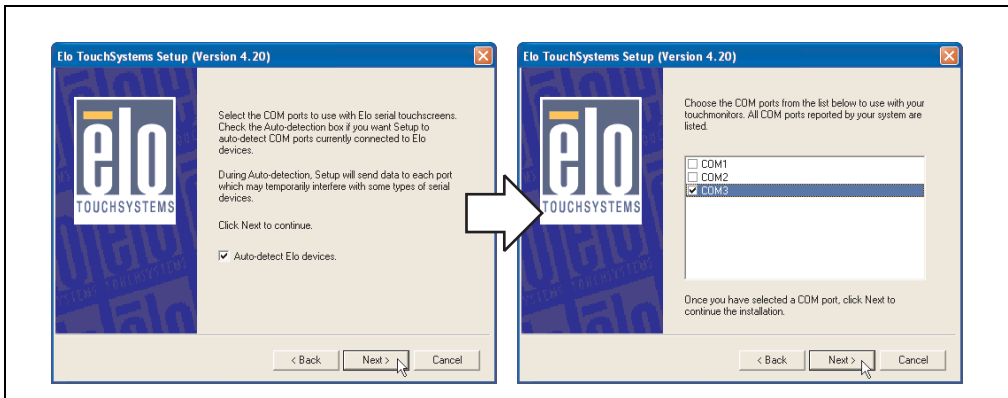 Elo TouchSystems Setup (Version 4.20)
elo
TOUCHSYSTEMS
Select the COM ports to use with Elo serial touchscreens.
Check the Auto-detection box if you want Setup to
auto-detect COM ports currently connected to Elo
devices.
During Auto-detection, Setup will send data to each port
which may temporarily interfere with some types of serial
devices.
Click Next to continue.
Auto-detect Elo devices.
< Back
Next >
Cancel
Elo TouchSystems Setup (Version 4.20)
ēlo
TOUCHSYSTEMS
Choose the COM ports from the list below to use with your
touchmonitors. All COM ports reported by your system are
listed.
COM1
COM2
COM3
Once you have selected a COM port, click Next to
continue the installation.
< Back
Next >
Cancel